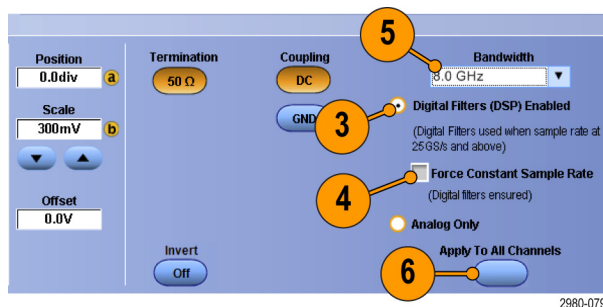 Position
0.0div
a
Scale
300mV
b
Offset
0.0V
Termination
50 Ω
Invert
Off
Coupling
DC
GND
5
Bandwidth
8.0 GHz
3
Digital Filters (DSP) Enabled
(Digital Filters used when sample rate at
25GS/s and above)
4
Force Constant Sample Rate
(Digital filters ensured)
Analog Only
Apply To All Channels
6
2980-079